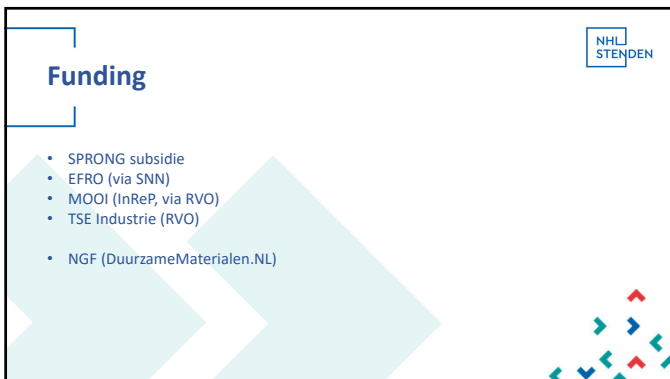 NHL
STENDEN
Funding
• SPRONG subsidie
• EFRO (via SNN)
• MOOI (InReP, via RVO)
• TSE Industrie (RVO)
• NGF (DuurzameMaterialen.NL)